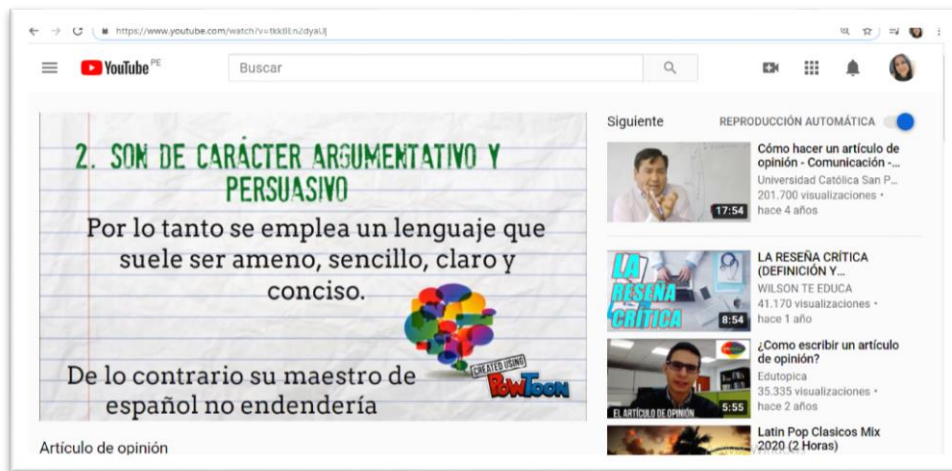 https://www.youtube.com/watch?v=tkktEnZdyaU
YouTube PE
Buscar
2. SON DE CARÁCTER ARGUMENTATIVO Y
PERSUASIVO
Por lo tanto se emplea un lenguaje que
suele ser ameno, sencillo, claro y
conciso.
De lo contrario su maestro de
español no endendería
CREATED USING
POWTOON
Artículo de opinión
Siguiente
REPRODUCCIÓN AUTOMÁTICA
17:54
Cómo hacer un artículo de
opinión - Comunicación -...
Universidad Católica San P...
201.700 visualizaciones •
hace 4 años
LA
RESEÑA
CRÍTICA
8:54
LA RESEÑA CRÍTICA
(DEFINICIÓN Y...
WILSON TE EDUCA
41.170 visualizaciones •
hace 1 año
EL ARTÍCULO DE OPINIÓN
5:55
¿Como escribir un artículo
de opinión?
Edutopica
35.335 visualizaciones •
hace 2 años
Latin Pop Clasicos Mix
2020 (2 Horas)